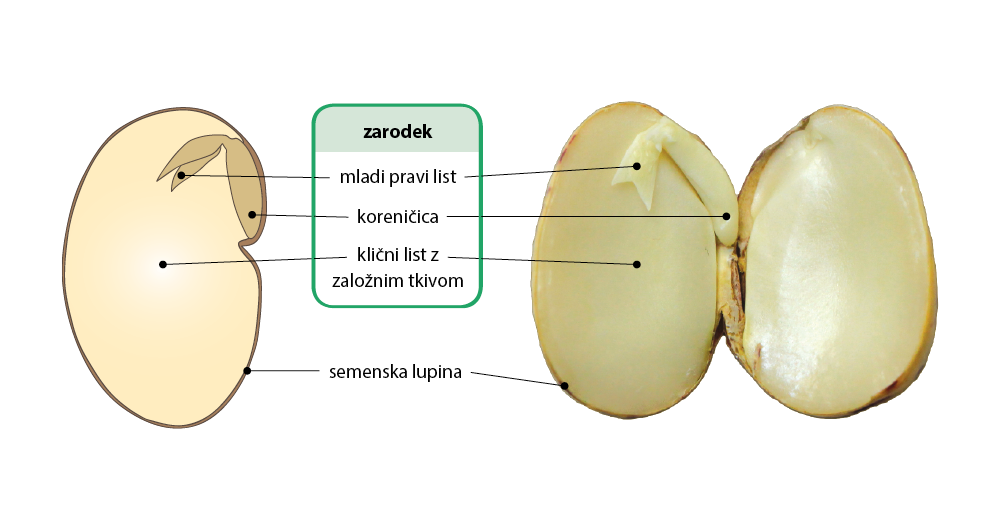 zarodek
mladi pravi list
koreničica
klični list z
založnim tkivom
semenska lupina